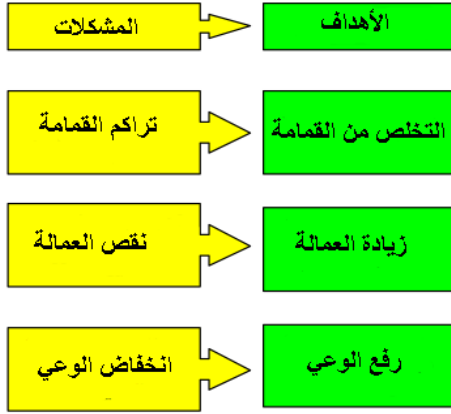 المشكلات
الأهداف
تراكم القمامة
التخلص من القمامة
نقص العمالة
زيادة العمالة
انخفاض الوعي
رفع الوعي